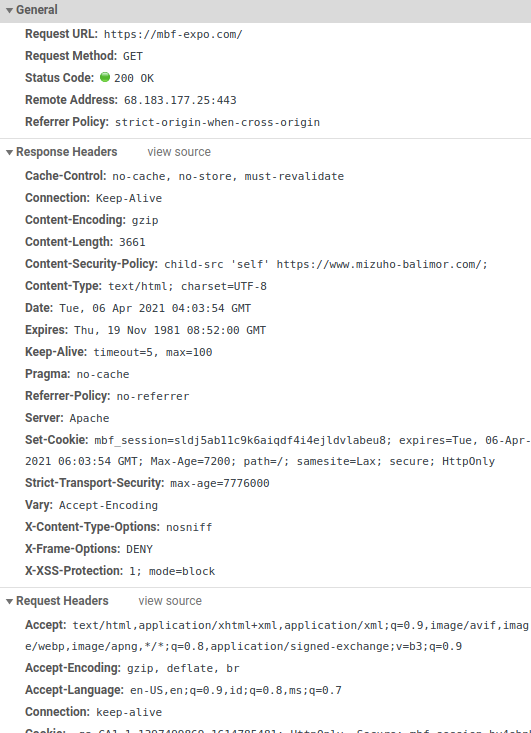 General
Request URL: https://mbf-expo.com/
Request Method: GET
Status Code: 200 OK
Remote Address: 68.183.177.25:443
Referrer Policy: strict-origin-when-cross-origin
Response Headers view source
Cache-Control: no-cache, no-store, must-revalidate
Connection: Keep-Alive
Content-Encoding: gzip
Content-Length: 3661
Content-Security-Policy: child-src 'self' https://www.mizuho-balimor.com/;
Content-Type: text/html; charset=UTF-8
Date: Tue, 06 Apr 2021 04:03:54 GMT
Expires: Thu, 19 Nov 1981 08:52:00 GMT
Keep-Alive: timeout=5, max=100
Pragma: no-cache
Referrer-Policy: no-referrer
Server: Apache
Set-Cookie: mbf_session=sldj5ab11c9k6aiqdf4i4ejldvlabeu8; expires=Tue, 06-Apr-
2021 06:03:54 GMT; Max-Age=7200; path=/; samesite=Lax; secure; HttpOnly
Strict-Transport-Security: max-age=7776000
Vary: Accept-Encoding
X-Content-Type-Options: nosniff
X-Frame-Options: DENY
X-XSS-Protection: 1; mode=block
Request Headers view source
Accept: text/html,application/xhtml+xml,application/xml;q=0.9,image/avif,imag
e/webp,image/apng,*/*;q=0.8,application/signed-exchange;v=b3;q=0.9
Accept-Encoding: gzip, deflate, br
Accept-Language: en-US,en;q=0.9,id;q=0.8,ms;q=0.7
Connection: keep-alive